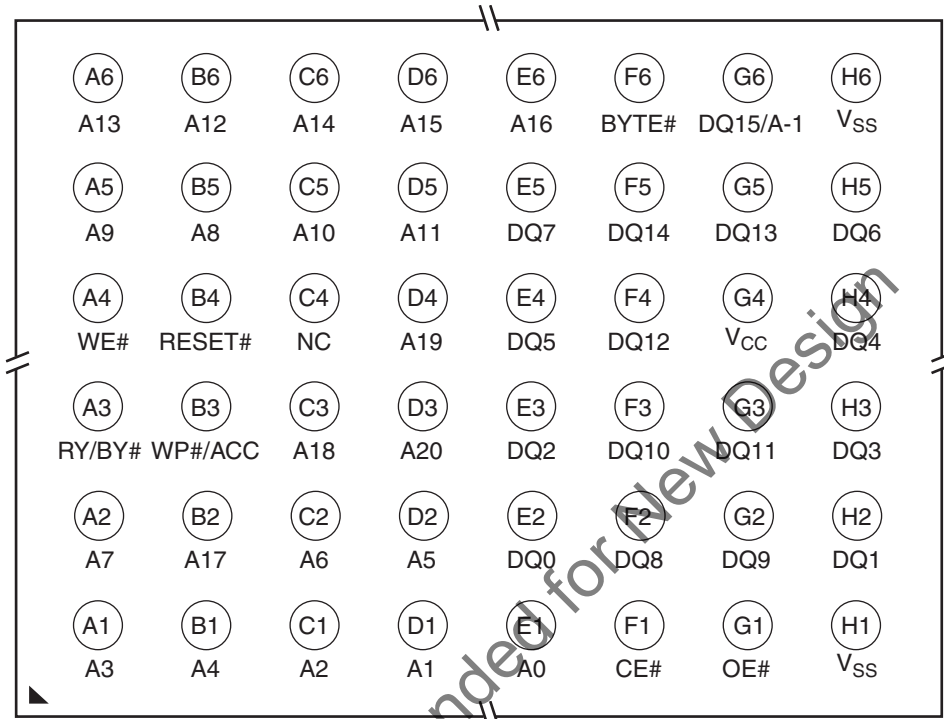 A6 B6 C6 D6 E6 F6 G6 H6
A13 A12 A14 A15 A16 BYTE# DQ15/A-1 VSS
A5 B5 C5 D5 E5 F5 G5 H5
A9 A8 A10 A11 DQ7 DQ14 DQ13 DQ6
A4 B4 C4 D4 E4 F4 G4 H4
WE# RESET# NC A19 DQ5 DQ12 VCC DQ4
A3 B3 C3 D3 E3 F3 G3 H3
RY/BY# WP#/ACC A18 A20 DQ2 DQ10 DQ11 DQ3
A2 B2 C2 D2 E2 F2 G2 H2
A7 A17 A6 A5 DQ0 DQ8 DQ9 DQ1
A1 B1 C1 D1 E1 F1 G1 H1
A3 A4 A2 A1 A0 CE# OE# VSS
nded for New Design